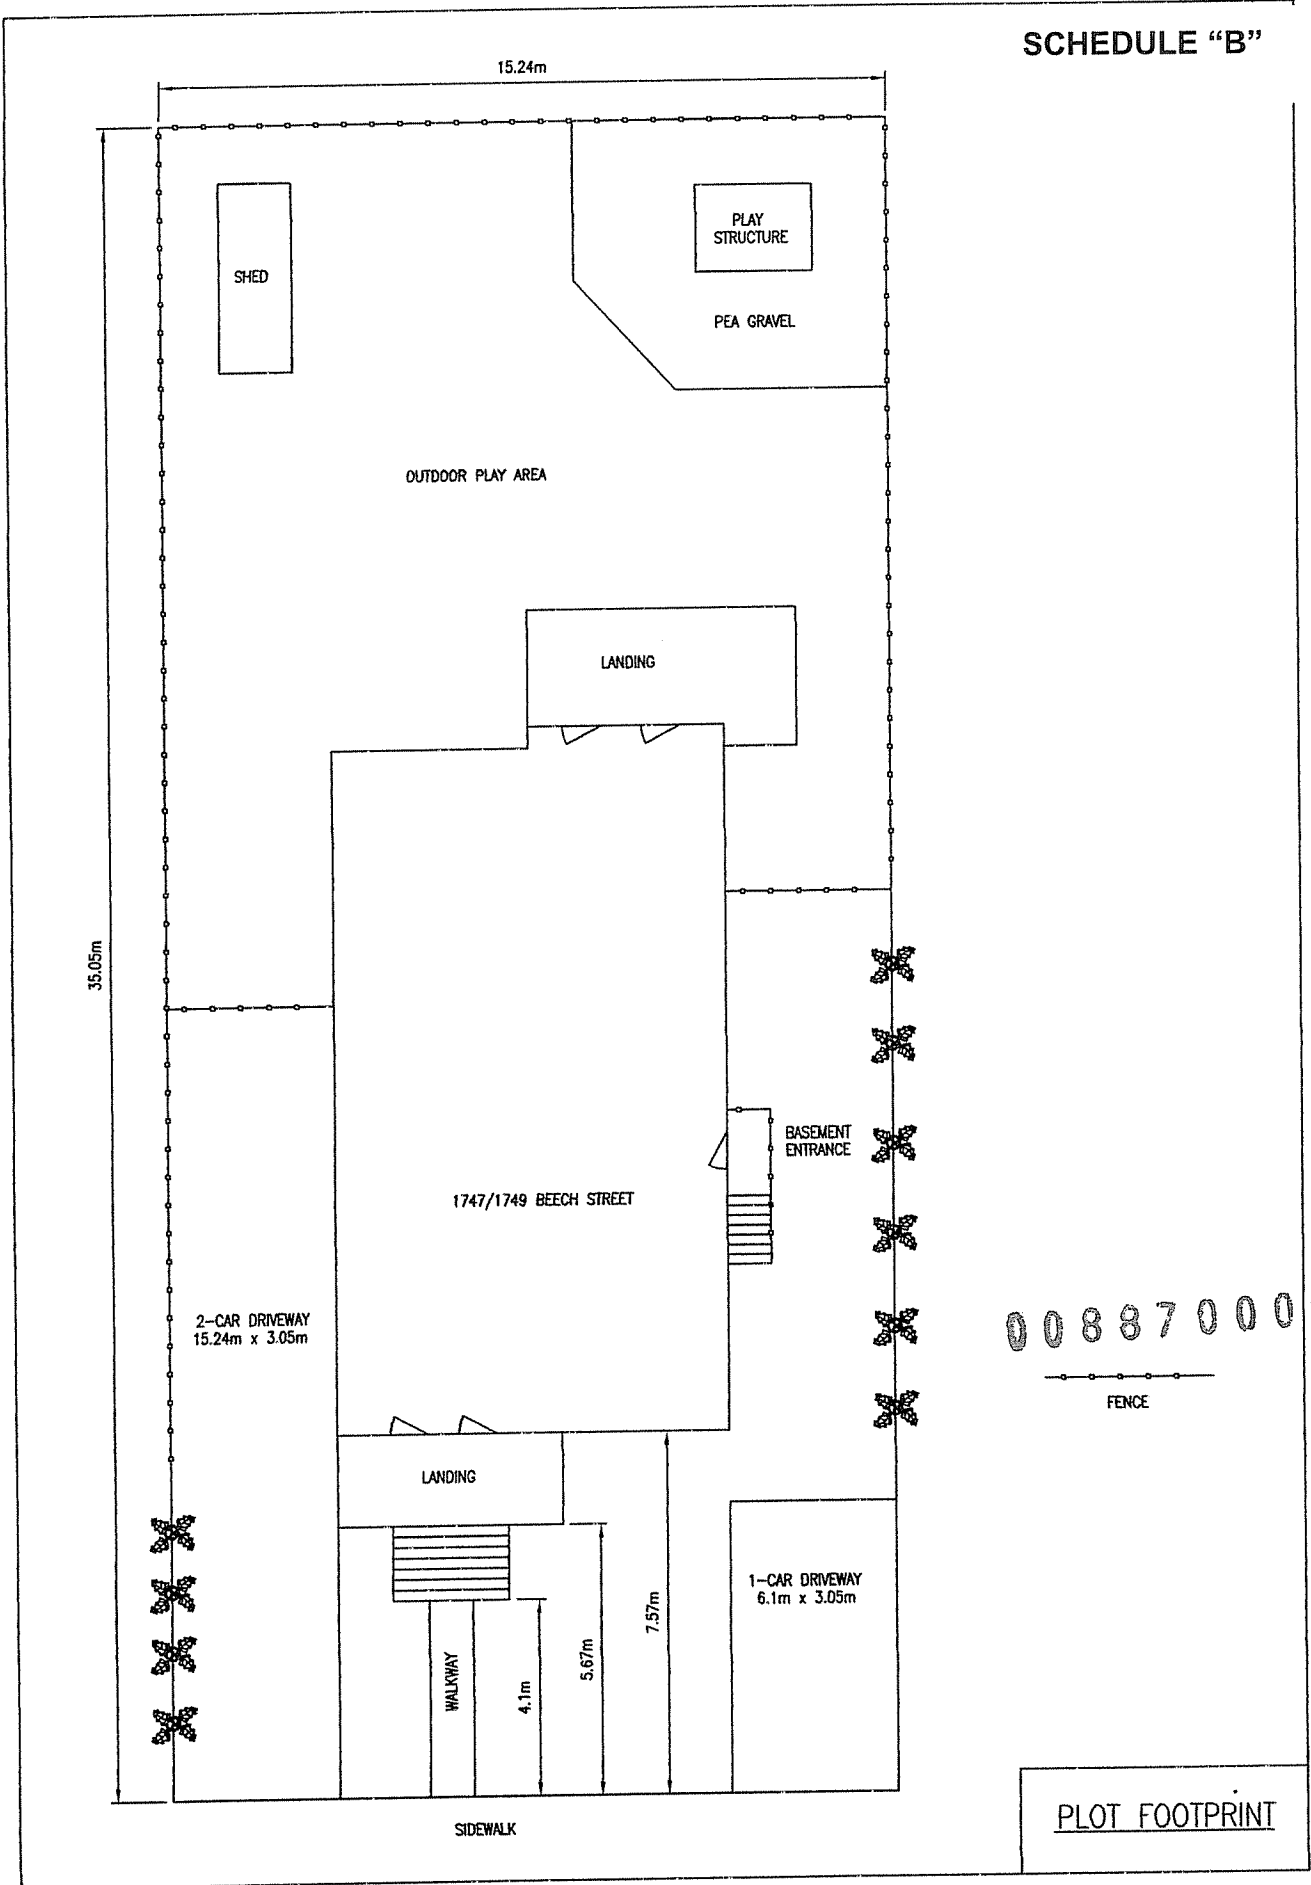 SCHEDULE “B”
15.24m
PLAY
STRUCTURE
SHED
PEA GRAVEL
OUTDOOR PLAY AREA
LANDING
35.05m
BASEMENT
ENTRANCE
1747/1749 BEECH STREET
2-CAR DRIVEWAY
15.24m x 3.05m
00887000
FENCE
LANDING
1-CAR DRIVEWAY
6.1m x 3.05m
7.57m
5.67m
WALKWAY
4.1m
SIDEWALK
PLOT FOOTPRINT